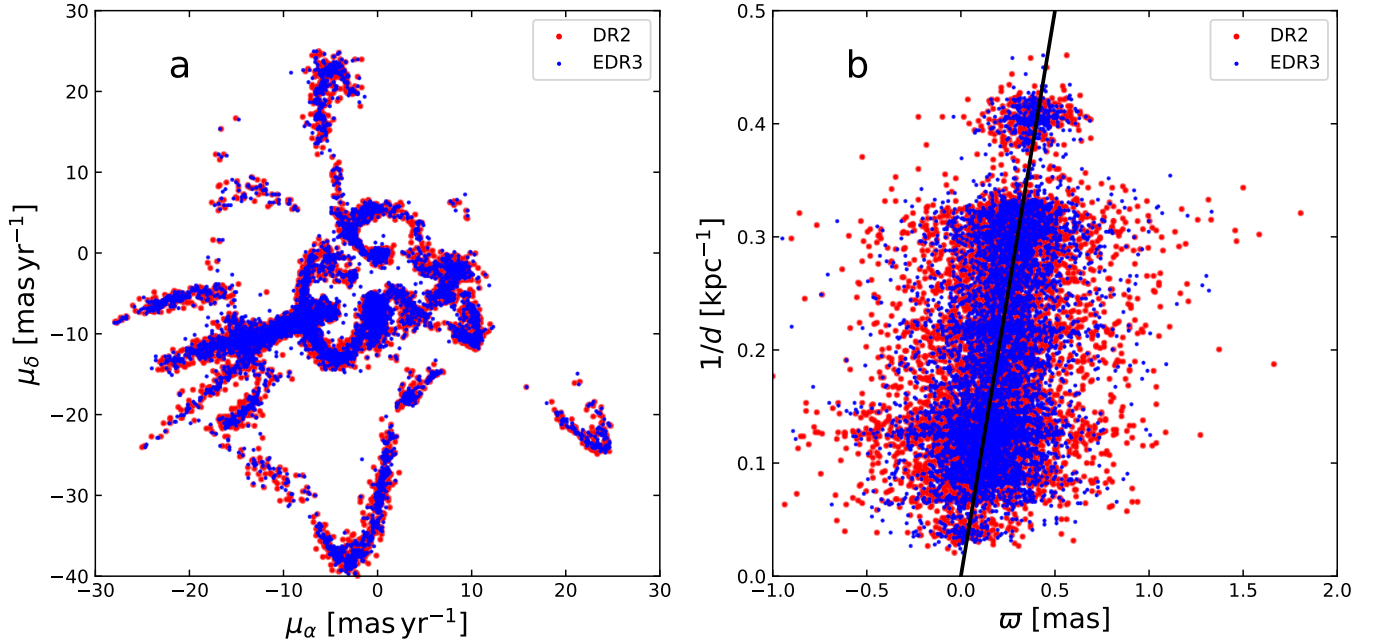 a
DR2
EDR3
30
20
10
0
−10
−20
−30
−40
−30
−20
−10
0
10
20
30
μδ [mas yr⁻¹]
μα [mas yr⁻¹]
b
DR2
EDR3
0.5
0.4
0.3
0.2
0.1
0.0
−1.0
−0.5
0.0
0.5
1.0
1.5
2.0
1/d [kpc⁻¹]
ϖ [mas]